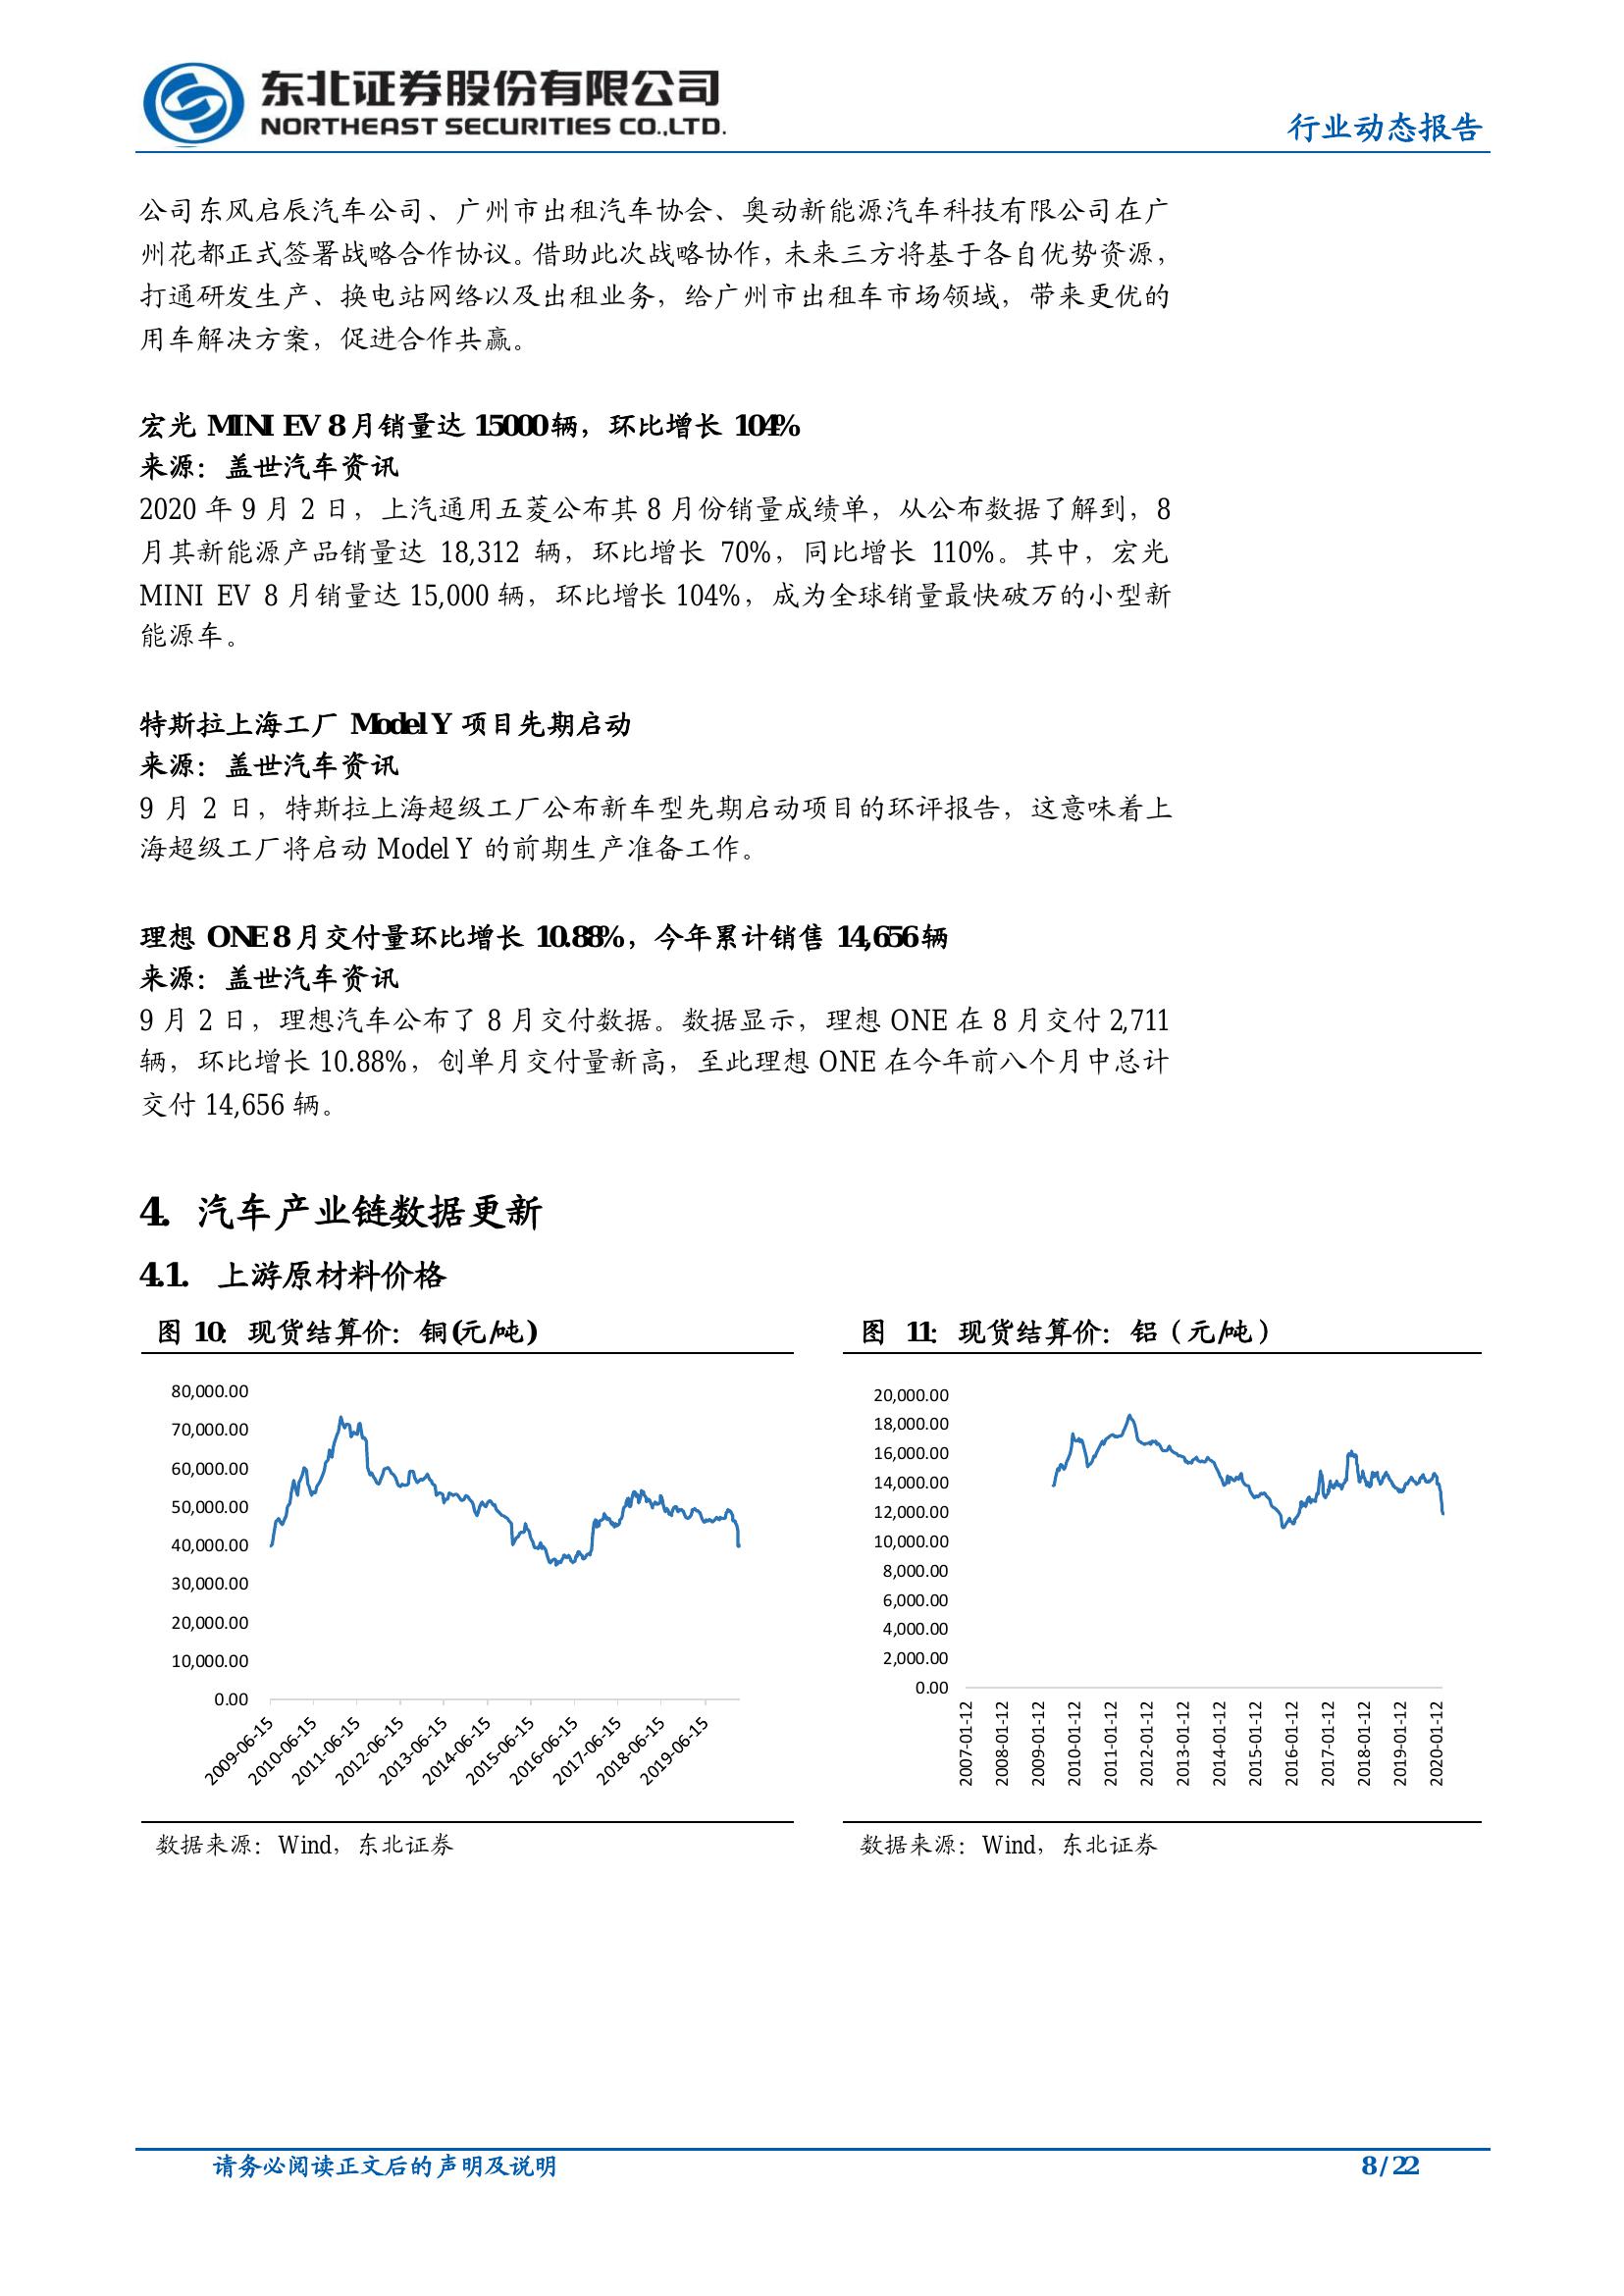 东北证券股份有限公司
NORTHEAST SECURITIES CO.,LTD.
行业动态报告
公司东风启辰汽车公司、广州市出租汽车协会、奥动新能源汽车科技有限公司在广
州花都正式签署战略合作协议。借助此次战略协作，未来三方将基于各自优势资源，
打通研发生产、换电站网络以及出租业务，给广州市出租车市场领域，带来更优的
用车解决方案，促进合作共赢。
宏光 MINI EV 8 月销量达 15000 辆，环比增长 104%
来源：盖世汽车资讯
2020 年 9 月 2 日，上汽通用五菱公布其 8 月份销量成绩单，从公布数据了解到，8
月其新能源产品销量达 18,312 辆，环比增长 70%，同比增长 110%。其中，宏光
MINI EV 8 月销量达 15,000 辆，环比增长 104%，成为全球销量最快破万的小型新
能源车。
特斯拉上海工厂 Model Y 项目先期启动
来源：盖世汽车资讯
9 月 2 日，特斯拉上海超级工厂公布新车型先期启动项目的环评报告，这意味着上
海超级工厂将启动 Model Y 的前期生产准备工作。
理想 ONE 8 月交付量环比增长 10.88%，今年累计销售 14,656 辆
来源：盖世汽车资讯
9 月 2 日，理想汽车公布了 8 月交付数据。数据显示，理想 ONE 在 8 月交付 2,711
辆，环比增长 10.88%，创单月交付量新高，至此理想 ONE 在今年前八个月中总计
交付 14,656 辆。
4. 汽车产业链数据更新
4.1. 上游原材料价格
图 10：现货结算价：铜(元/吨)
80,000.00
70,000.00
60,000.00
50,000.00
40,000.00
30,000.00
20,000.00
10,000.00
0.00
2009-06-15
2010-06-15
2011-06-15
2012-06-15
2013-06-15
2014-06-15
2015-06-15
2016-06-15
2017-06-15
2018-06-15
2019-06-15
数据来源：Wind，东北证券
图 11：现货结算价：铝（元/吨）
20,000.00
18,000.00
16,000.00
14,000.00
12,000.00
10,000.00
8,000.00
6,000.00
4,000.00
2,000.00
0.00
2007-01-12
2008-01-12
2009-01-12
2010-01-12
2011-01-12
2012-01-12
2013-01-12
2014-01-12
2015-01-12
2016-01-12
2017-01-12
2018-01-12
2019-01-12
2020-01-12
数据来源：Wind，东北证券
请务必阅读正文后的声明及说明
8 / 22